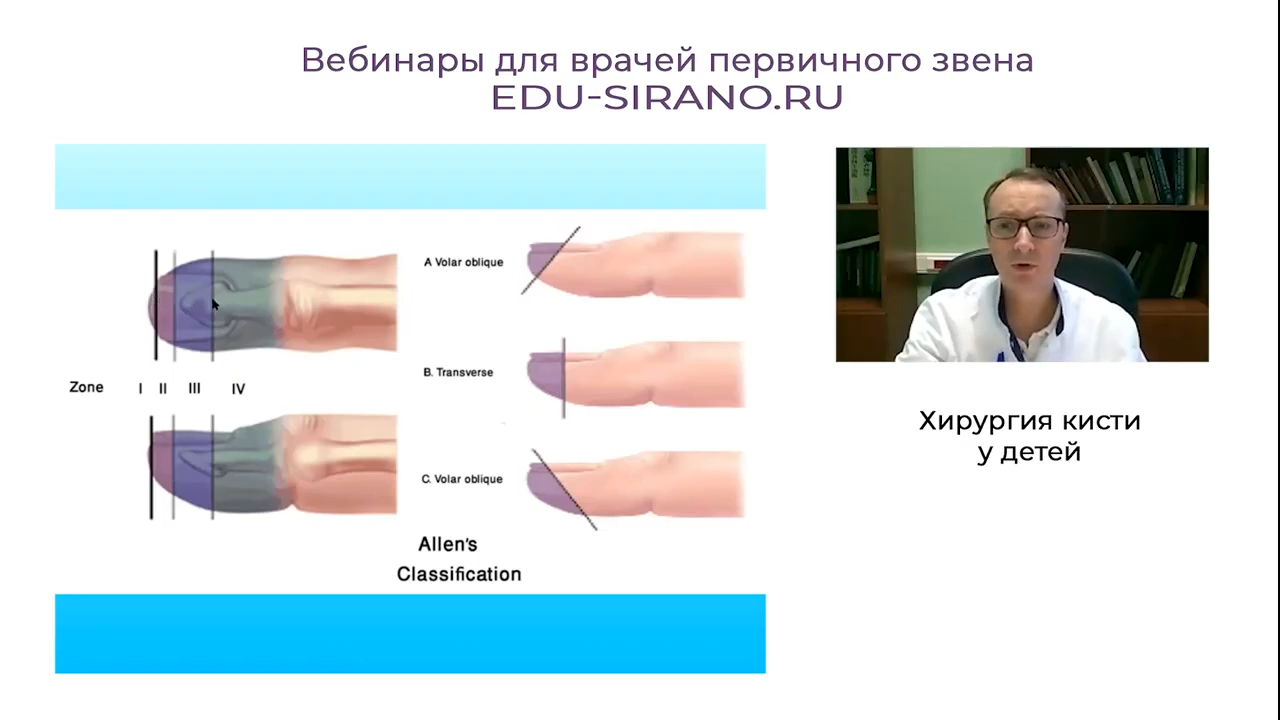 Вебинары для врачей первичного звена
EDU-SIRANO.RU
A Volar oblique
B. Transverse
Zone I II III IV
C. Volar oblique
Allen's
Classification
Хирургия кисти
у детей